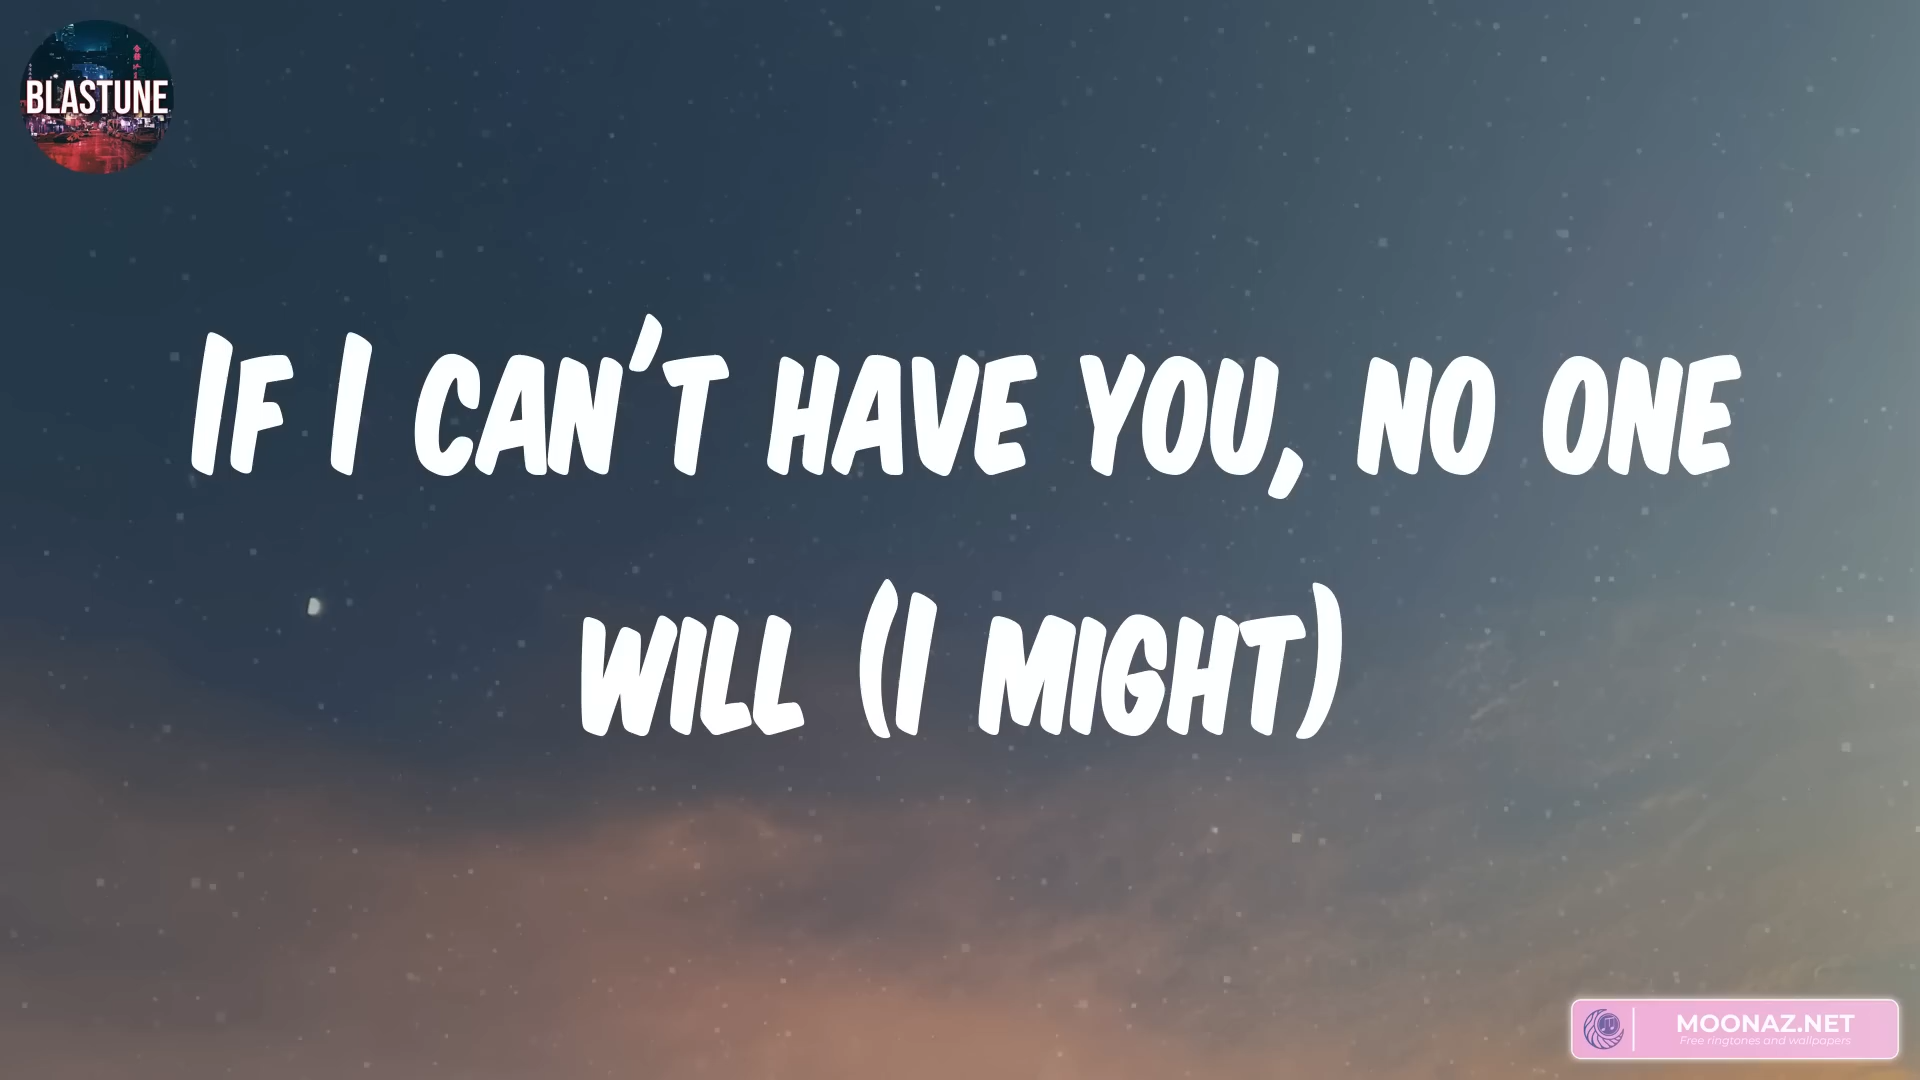 BLASTUNE
If I can't have you, no one
will (I might)
MOONAZ.NET
Free ringtones and wallpapers